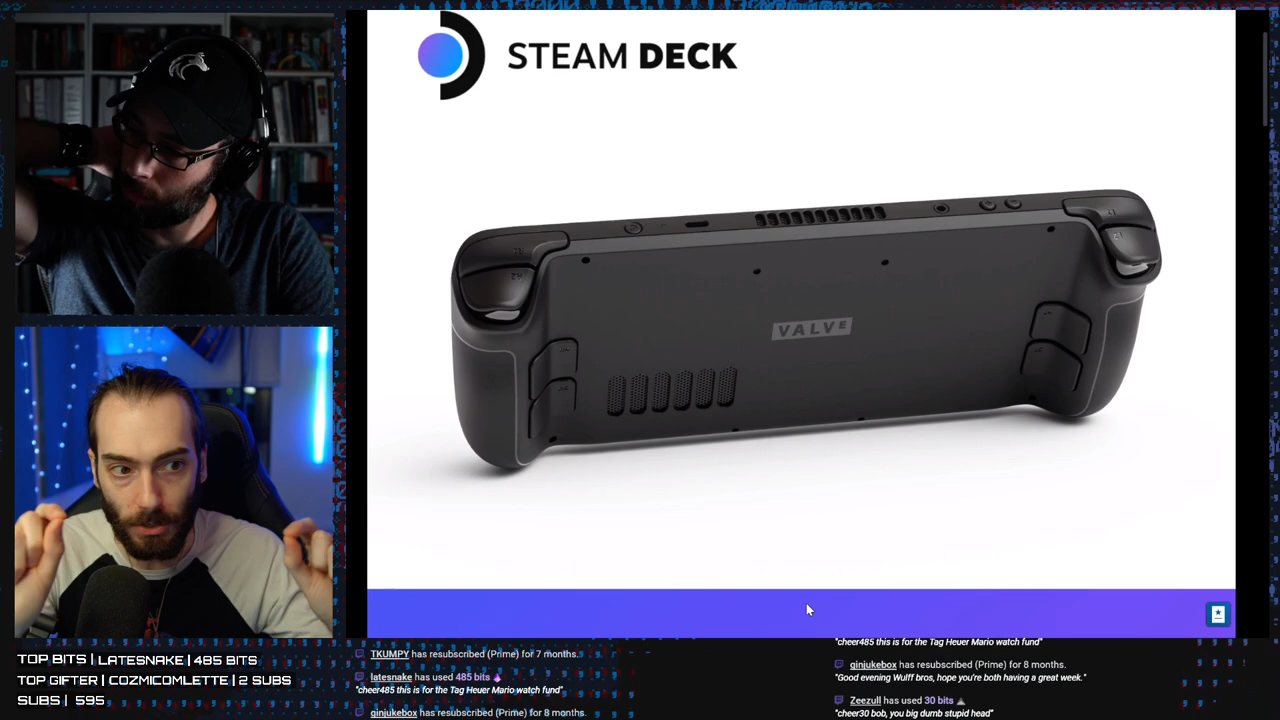 STEAM DECK
VALVE
TOP BITS | LATESNAKE | 485 BITS
TOP GIFTER | COZMICOMLETTE | 2 SUBS
SUBS | 595
TKUMPY has resubscribed (Prime) for 7 months.
latesnake has used 485 bits
"cheer485 this is for the Tag Heuer Mario watch fund"
ginjukebox has resubscribed (Prime) for 8 months.
"cheer485 this is for the Tag Heuer Mario watch fund"
ginjukebox has resubscribed (Prime) for 8 months.
"Good evening Wulff bros, hope you're both having a great week."
Zeezull has used 30 bits
"cheer30 bob, you big dumb stupid head"